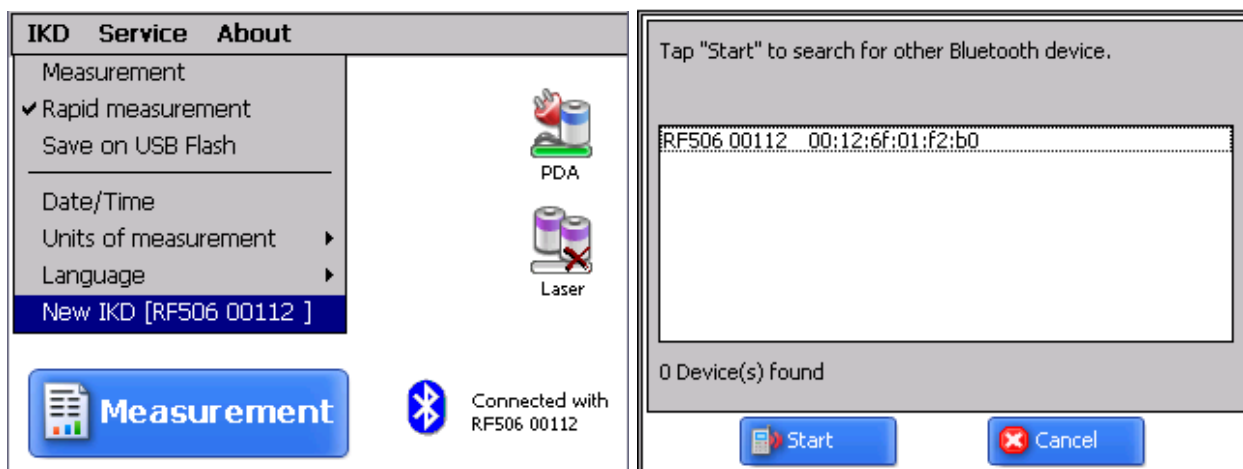 IKD Service About
Measurement
Rapid measurement
Save on USB Flash
Date/Time
Units of measurement
Language
New IKD [RF506 00112 ]
PDA
Laser
Measurement
Connected with
RF506 00112
Tap "Start" to search for other Bluetooth device.
RF506 00112 00:12:6f:01:f2:b0
0 Device(s) found
Start
Cancel